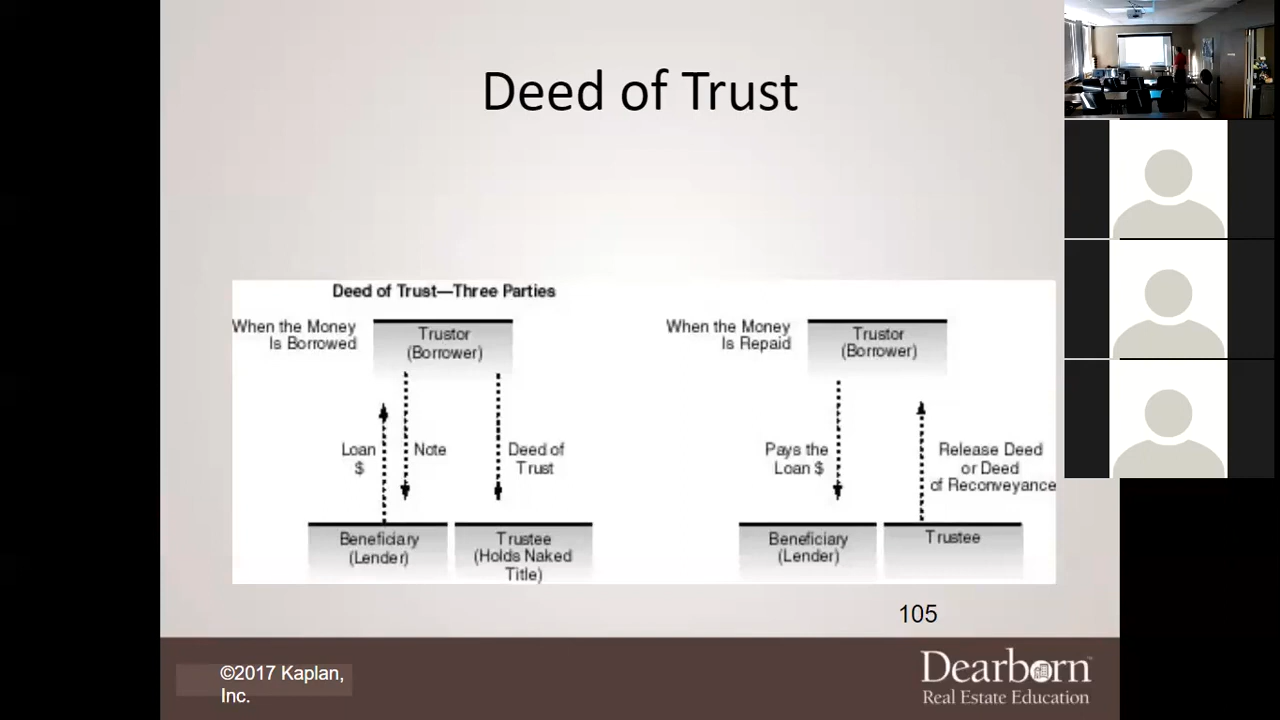 Deed of Trust
Deed of Trust—Three Parties
When the Money
Is Borrowed
Trustor
(Borrower)
Loan
$
Note
Deed of
Trust
Beneficiary
(Lender)
Trustee
(Holds Naked
Title)
When the Money
Is Repaid
Trustor
(Borrower)
Pays the
Loan $
Release Deed
or Deed
of Reconveyance
Beneficiary
(Lender)
Trustee
105
©2017 Kaplan,
Inc.
Dearborn™
Real Estate Education